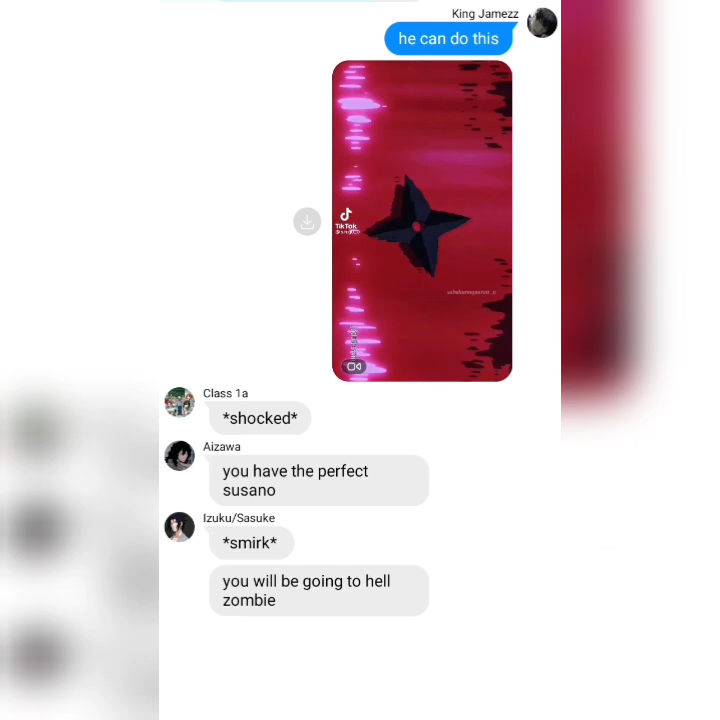 King Jamezz
he can do this
TikTok
Class 1a
*shocked*
Aizawa
you have the perfect
susano
Izuku/Sasuke
*smirk*
you will be going to hell
zombie